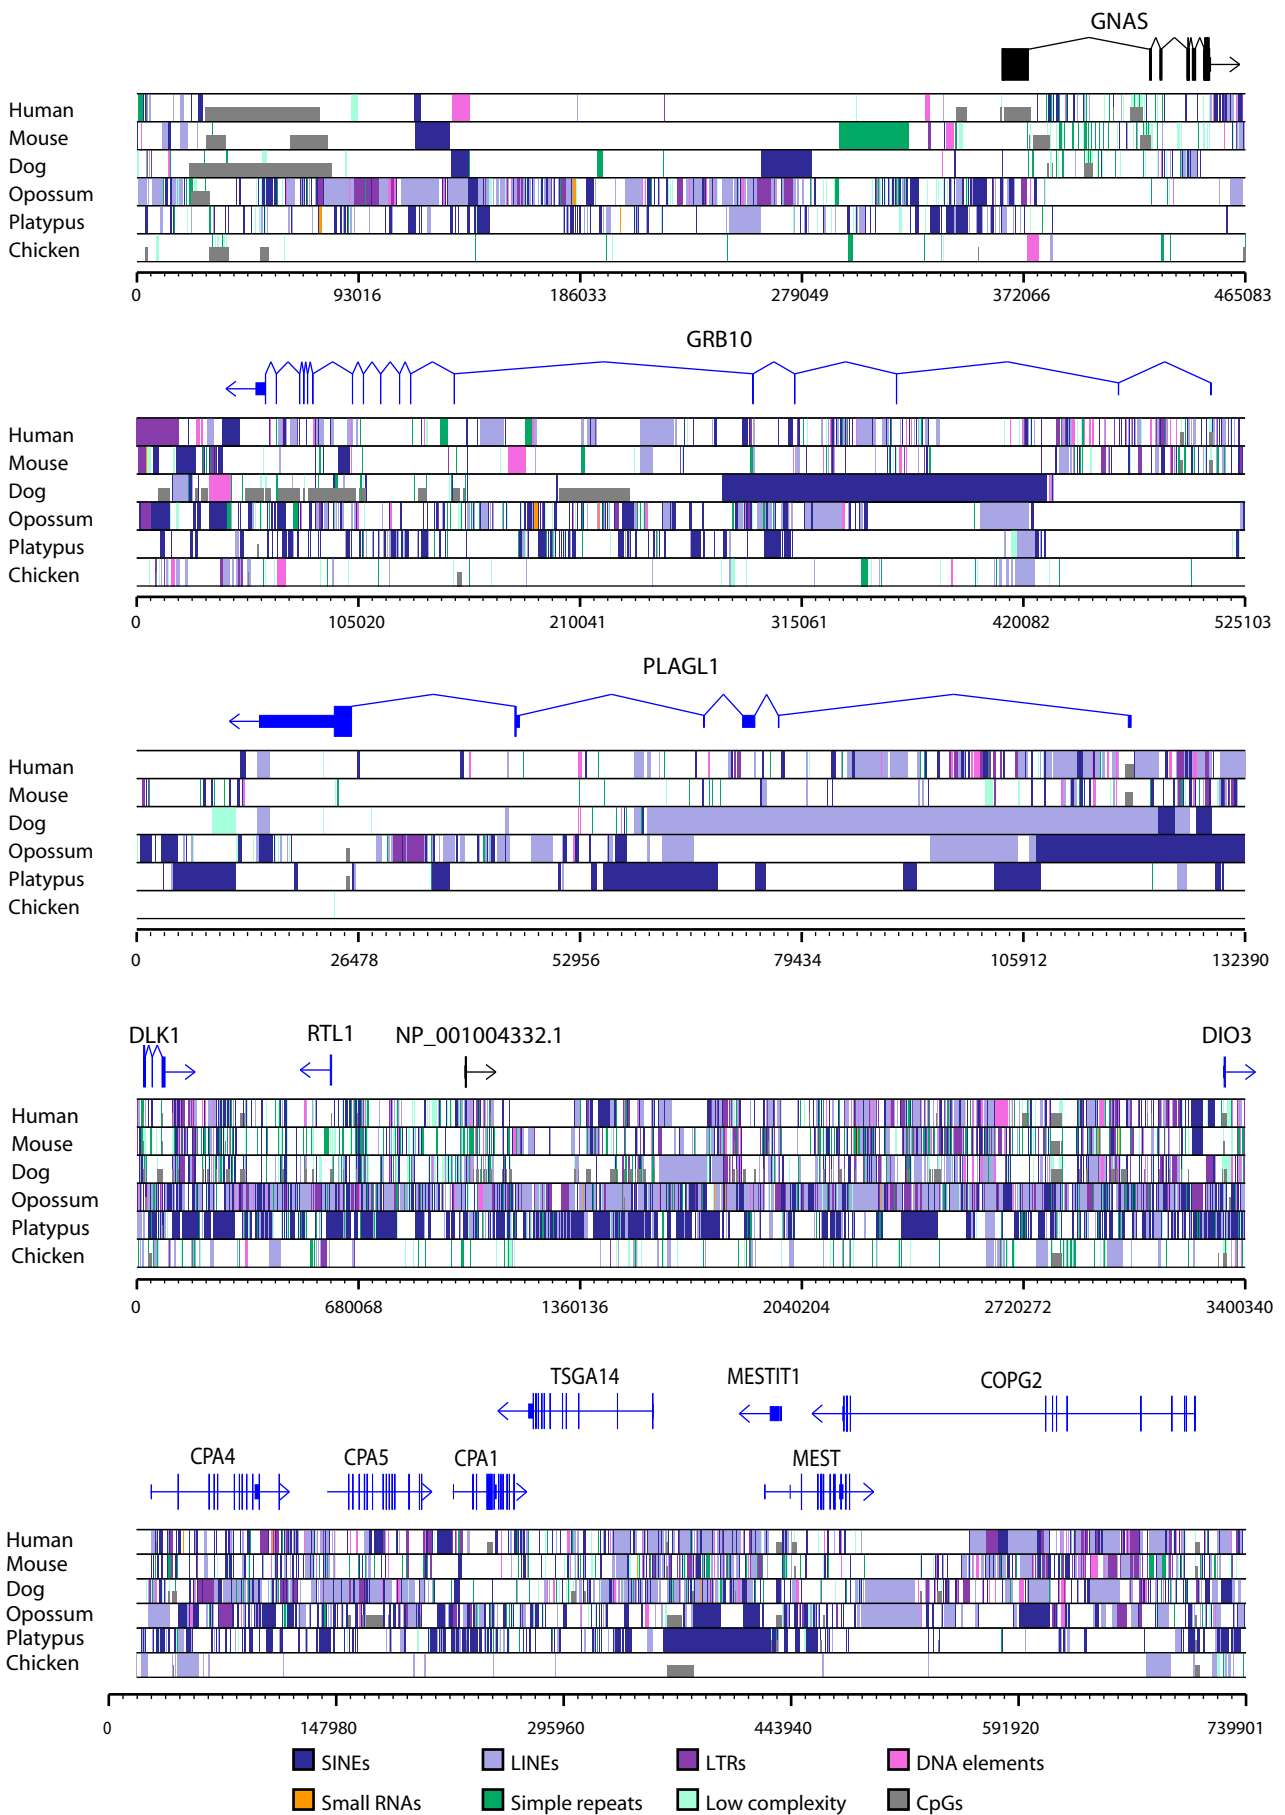 GNAS
Human
Mouse
Dog
Opossum
Platypus
Chicken
0 93016 186033 279049 372066 465083
GRB10
Human
Mouse
Dog
Opossum
Platypus
Chicken
0 105020 210041 315061 420082 525103
PLAGL1
Human
Mouse
Dog
Opossum
Platypus
Chicken
0 26478 52956 79434 105912 132390
DLK1 RTL1 NP_001004332.1 DIO3
Human
Mouse
Dog
Opossum
Platypus
Chicken
0 680068 1360136 2040204 2720272 3400340
TSGA14 MESTIT1 COPG2
CPA4 CPA5 CPA1 MEST
Human
Mouse
Dog
Opossum
Platypus
Chicken
0 147980 295960 443940 591920 739901
SINEs LINEs LTRs DNA elements
Small RNAs Simple repeats Low complexity CpGs